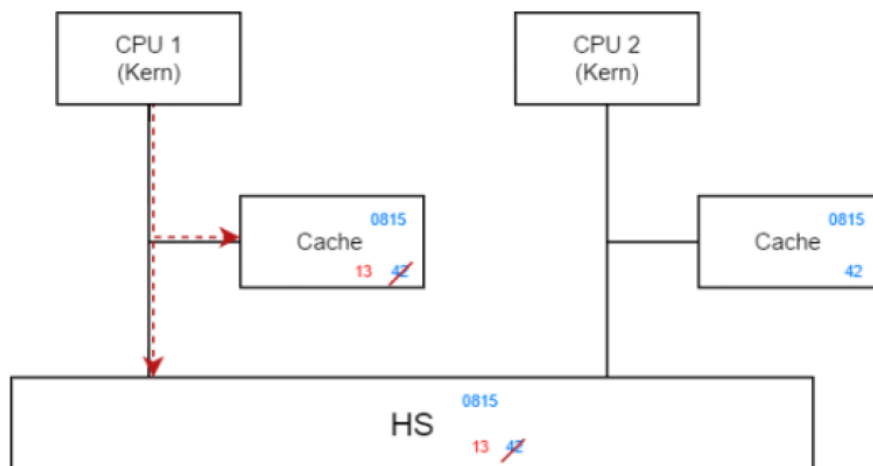 CPU 1
(Kern)
CPU 2
(Kern)
0815
Cache
13 42
0815
Cache
42
0815
HS
13 42